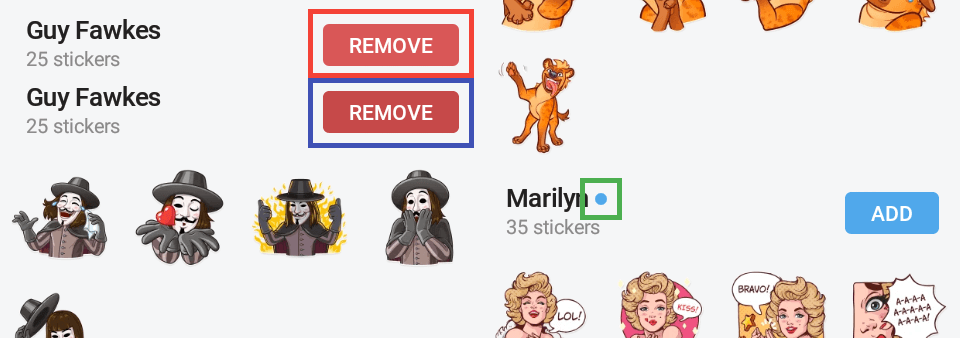 Guy Fawkes
25 stickers
REMOVE
Guy Fawkes
25 stickers
REMOVE
Marilyn
35 stickers
ADD
LOL!
KISS!
BRAVO!
A-A-A-A
A-A-A-A-A
A-A-A-A!